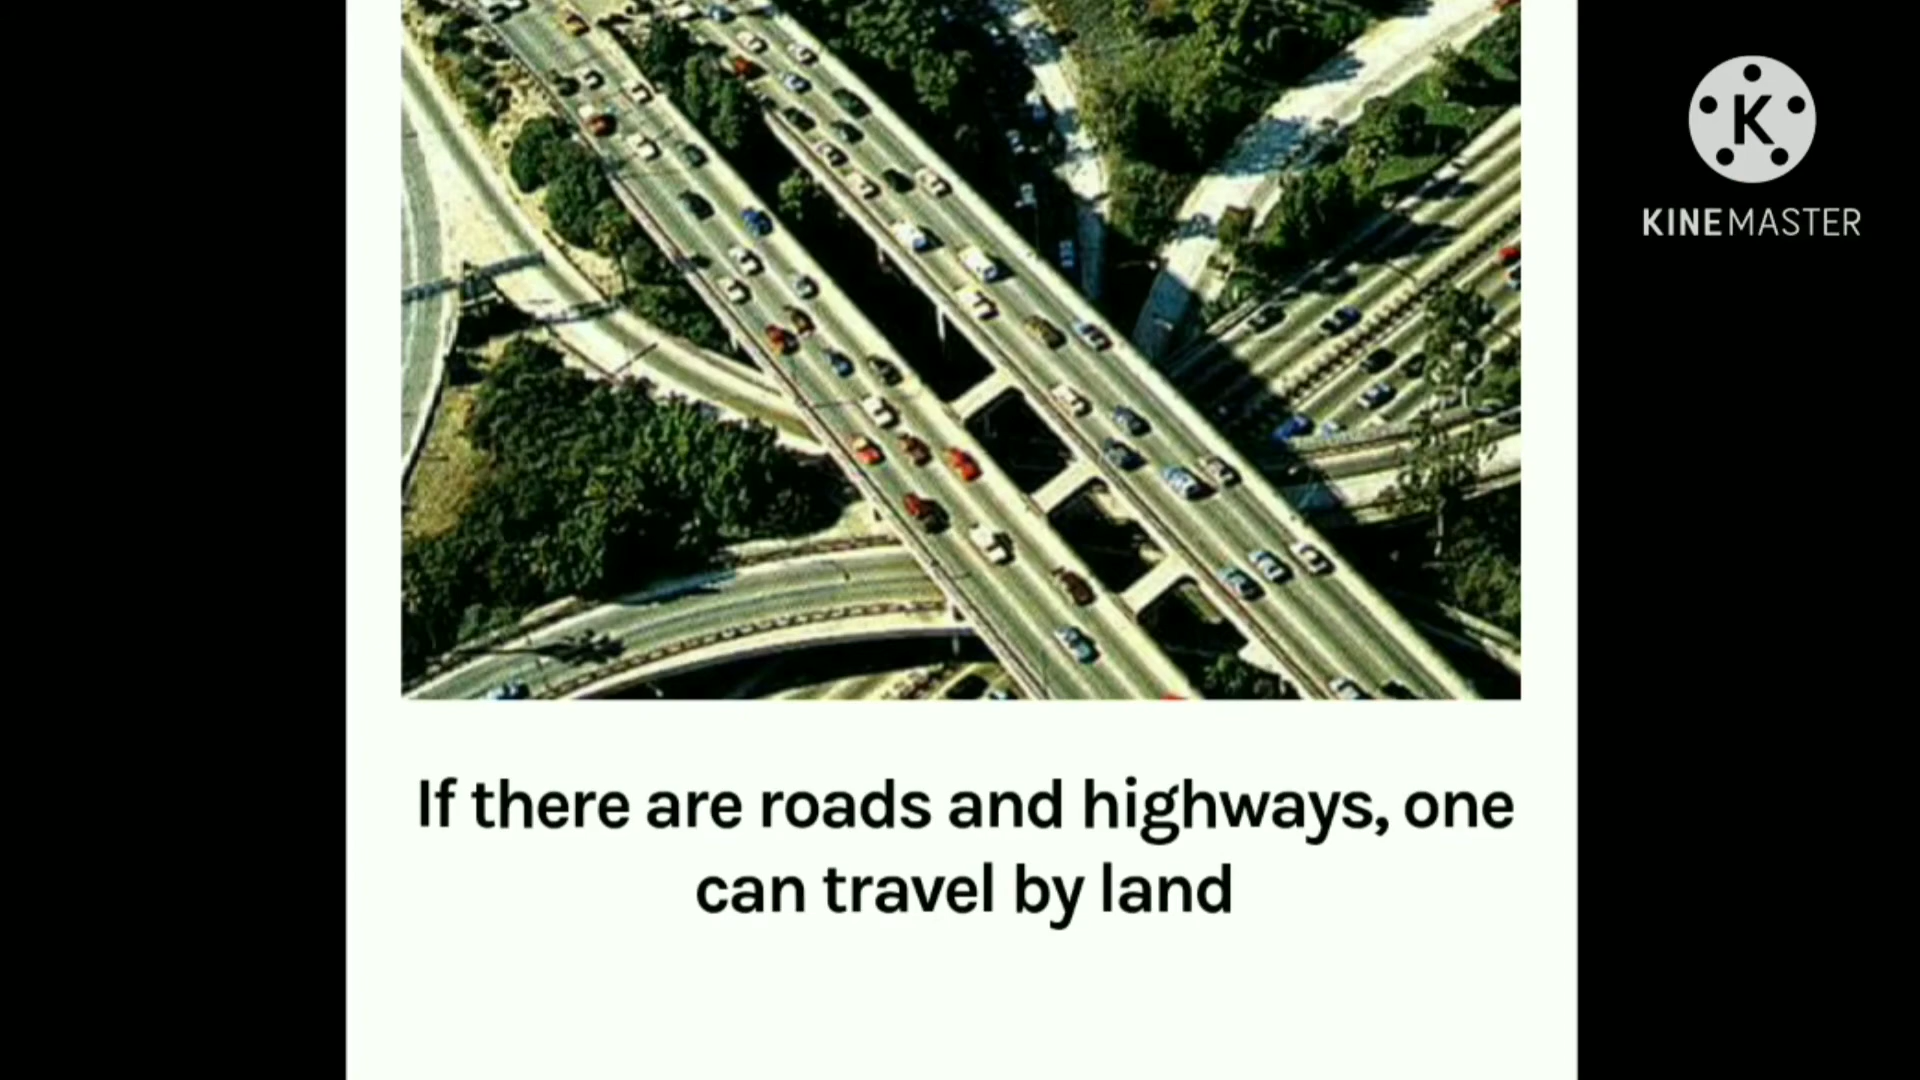 K
KINEMASTER
If there are roads and highways, one
can travel by land